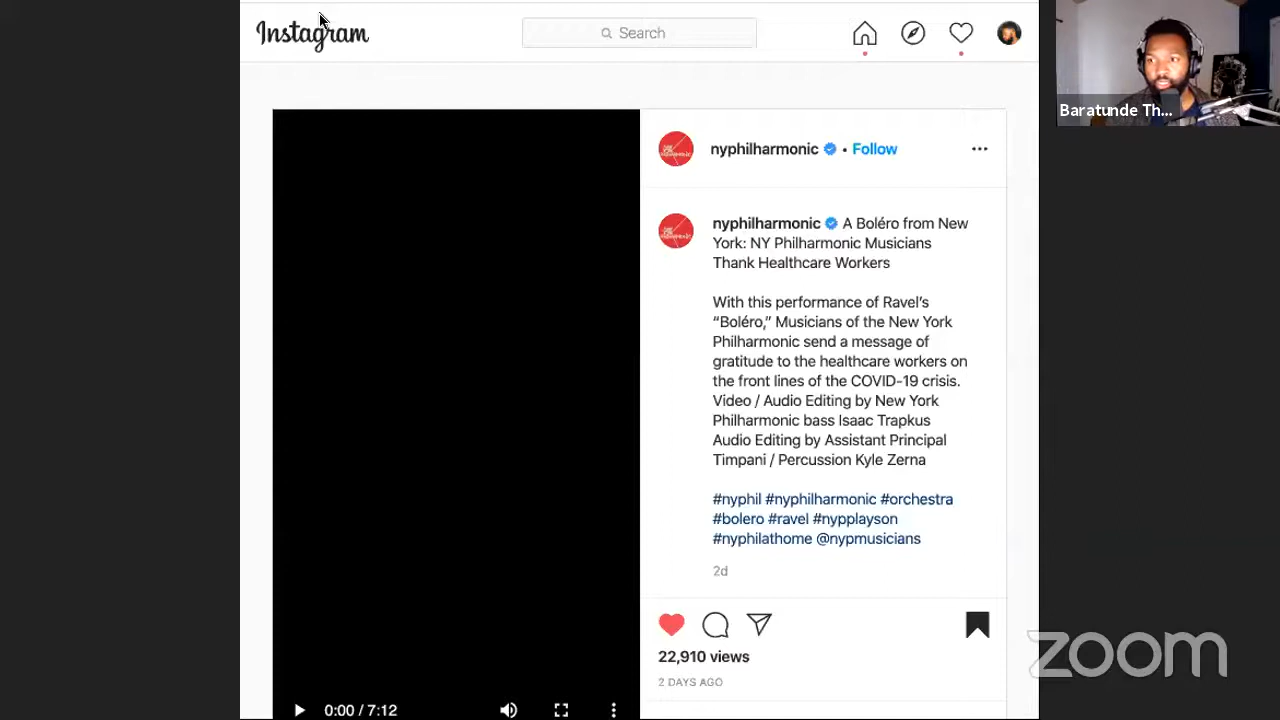 Instagram
Search
Baratunde Th...
nyphilharmonic • Follow
nyphilharmonic A Boléro from New
York: NY Philharmonic Musicians
Thank Healthcare Workers
With this performance of Ravel's
“Boléro,” Musicians of the New York
Philharmonic send a message of
gratitude to the healthcare workers on
the front lines of the COVID-19 crisis.
Video / Audio Editing by New York
Philharmonic bass Isaac Trapkus
Audio Editing by Assistant Principal
Timpani / Percussion Kyle Zerna
#nyphil #nyphilharmonic #orchestra
#bolero #ravel #nypplayson
#nyphilathome @nypmusicians
2d
22,910 views
2 DAYS AGO
0:00 / 7:12
zoom